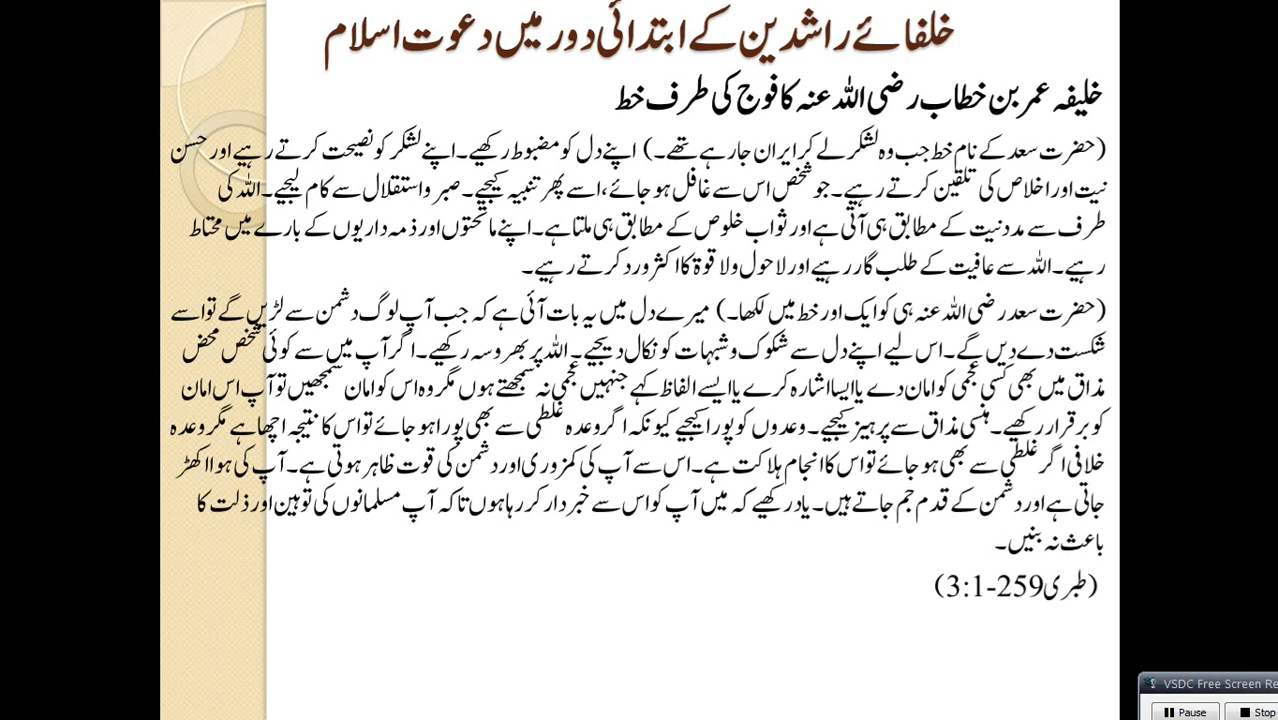 خلفائے راشدین کے ابتدائی دور میں دعوت اسلام
خلیفہ عمر بن خطاب رضی اللہ عنہ کا فوج کی طرف خط
(حضرت سعد کے نام خط جب وہ لشکر لے کر ایران جا رہے تھے۔) اپنے دل کو مضبوط رکھیے۔ اپنے لشکر کو نصیحت کرتے رہیے اور حسن
نیت اور اخلاص کی تلقین کرتے رہیے۔ جو شخص اس سے غافل ہو جائے، اسے پھر تنبیہ کیجیے۔ صبر و استقلال سے کام لیجیے۔ اللہ کی
طرف سے مدد نیت کے مطابق ہی آتی ہے اور ثواب خلوص کے مطابق ہی ملتا ہے۔ اپنے ماتحتوں اور ذمہ داریوں کے بارے میں محتاط
رہیے۔ اللہ سے عافیت کے طلب گار رہیے اور لاحول ولا قوۃ کا اکثر ورد کرتے رہیے۔
(حضرت سعد رضی اللہ عنہ ہی کو ایک اور خط میں لکھا۔) میرے دل میں یہ بات آئی ہے کہ جب آپ لوگ دشمن سے لڑیں گے تو اسے
شکست دے دیں گے۔ اس لیے اپنے دل سے شکوک و شبہات کو نکال دیجیے۔ اللہ پر بھروسہ رکھیے۔ اگر آپ میں سے کوئی شخص محض
مذاق میں بھی کسی عجمی کو امان دے یا ایسا اشارہ کرے یا ایسے الفاظ کہے جنہیں عجمی نہ سمجھتے ہوں مگر وہ اس کو امان سمجھیں تو آپ اس امان
کو برقرار رکھیے۔ ہنسی مذاق سے پرہیز کیجیے۔ وعدوں کو پورا کیجیے کیونکہ اگر وعدہ غلطی سے بھی پورا ہو جائے تو اس کا نتیجہ اچھا ہے مگر وعدہ
خلافی اگر غلطی سے بھی ہو جائے تو اس کا انجام ہلاکت ہے۔ اس سے آپ کی کمزوری اور دشمن کی قوت ظاہر ہوتی ہے۔ آپ کی ہوا اکھڑ
جاتی ہے اور دشمن کے قدم جم جاتے ہیں۔ یاد رکھیے کہ میں آپ کو اس سے خبردار کر رہا ہوں تاکہ آپ مسلمانوں کی توہین اور ذلت کا
باعث نہ بنیں۔
(طبری 259-3:1)
VSDC Free Screen Re
Pause Stop